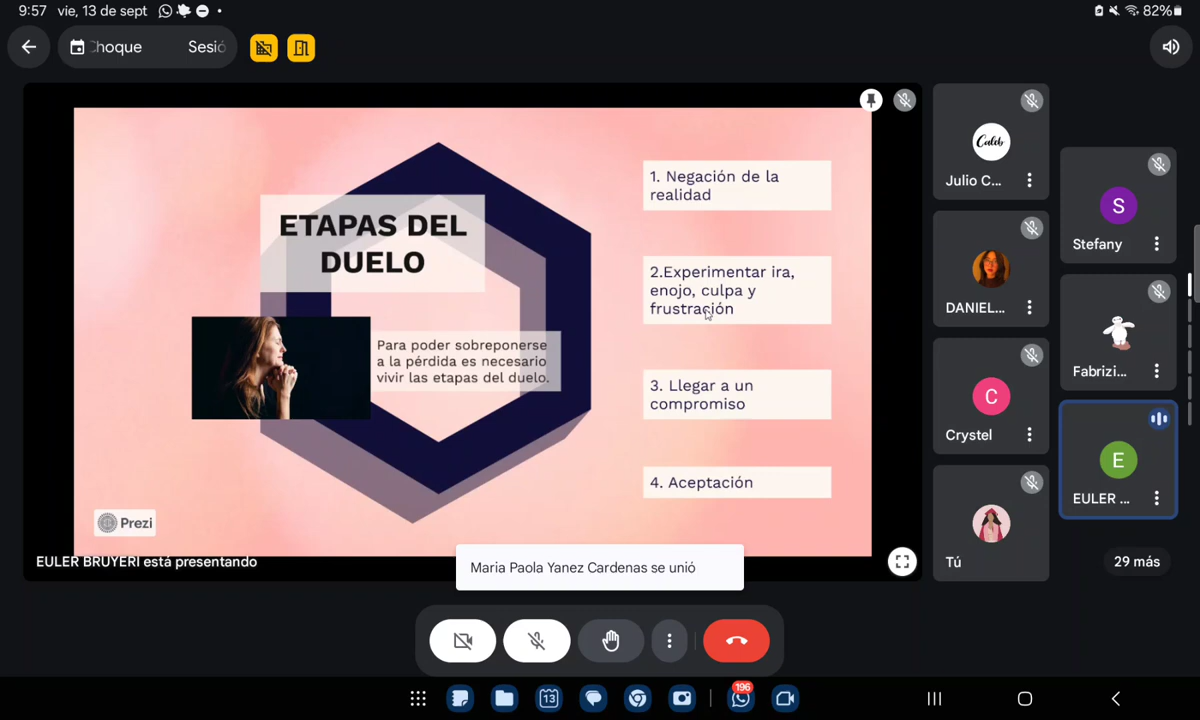 9:57 vie, 13 de sept
82%
Choque Sesió
ETAPAS DEL
DUELO
Para poder sobreponerse
a la pérdida es necesario
vivir las etapas del duelo.
1. Negación de la
realidad
2.Experimentar ira,
enojo, culpa y
frustración
3. Llegar a un
compromiso
4. Aceptación
Prezi
EULER BRUYERI está presentando
Maria Paola Yanez Cardenas se unió
Caleb
Julio C...
DANIEL...
C
Crystel
Tú
S
Stefany
Fabrizi...
E
EULER ...
29 más
13
196